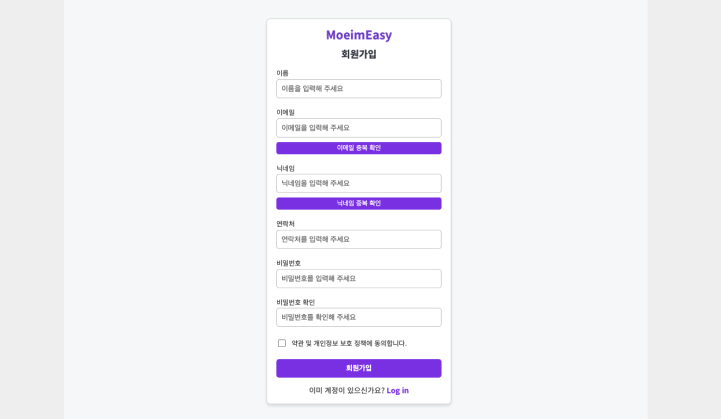 MoeimEasy
회원가입
이름
이름을 입력해 주세요
이메일
이메일을 입력해 주세요
이메일 중복 확인
닉네임
닉네임을 입력해 주세요
닉네임 중복 확인
연락처
연락처를 입력해 주세요
비밀번호
비밀번호를 입력해 주세요
비밀번호 확인
비밀번호를 확인해 주세요
약관 및 개인정보 보호 정책에 동의합니다.
회원가입
이미 계정이 있으신가요? Log in